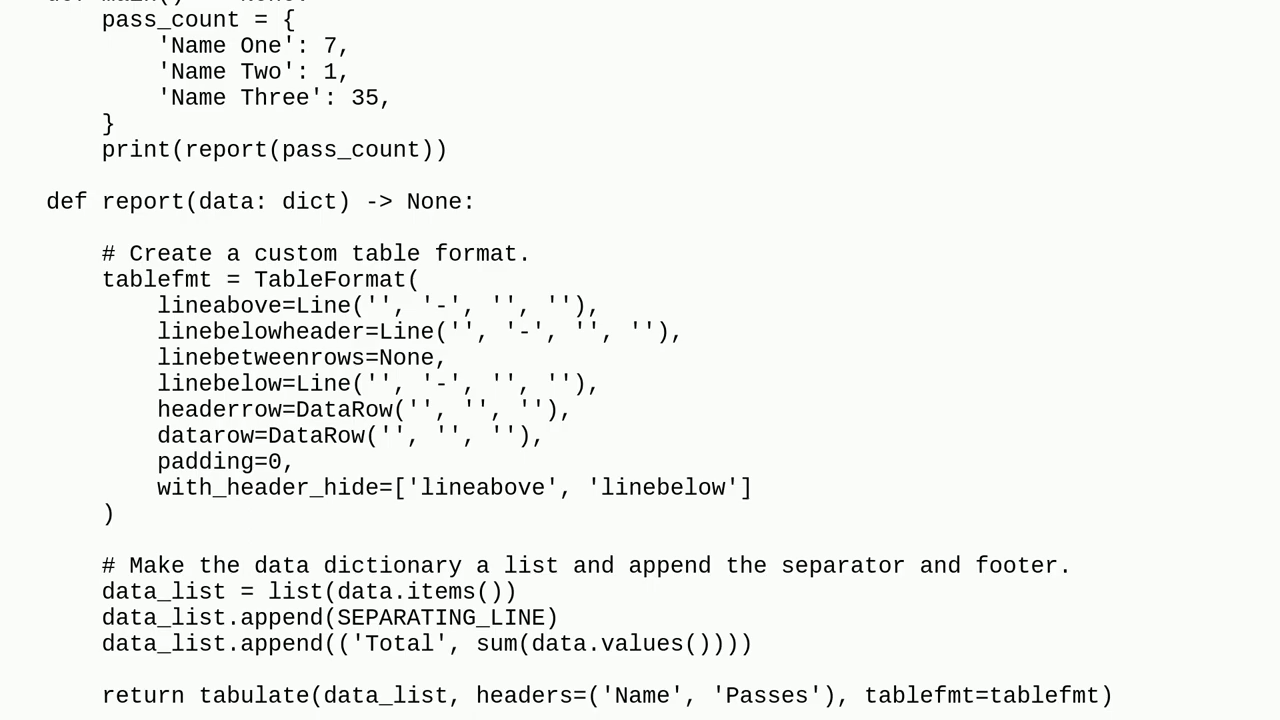 pass_count = {
'Name One': 7,
'Name Two': 1,
'Name Three': 35,
}
print(report(pass_count))
def report(data: dict) -> None:
# Create a custom table format.
tablefmt = TableFormat(
lineabove=Line('', '-', '', ''),
linebelowheader=Line('', '-', '', ''),
linebetweenrows=None,
linebelow=Line('', '-', '', ''),
headerrow=DataRow('', '', ''),
datarow=DataRow('', '', ''),
padding=0,
with_header_hide=['lineabove', 'linebelow']
)
# Make the data dictionary a list and append the separator and footer.
data_list = list(data.items())
data_list.append(SEPARATING_LINE)
data_list.append(('Total', sum(data.values())))
return tabulate(data_list, headers=('Name', 'Passes'), tablefmt=tablefmt)